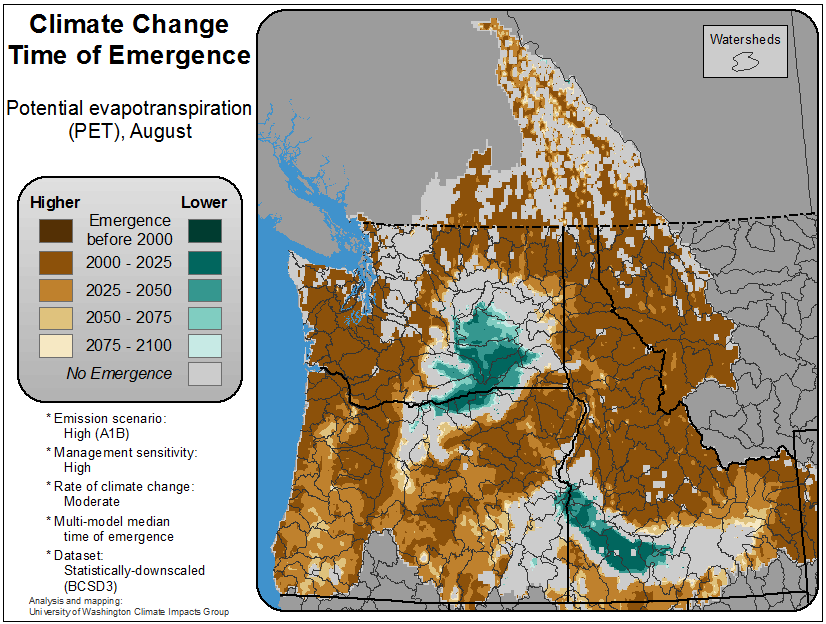 Climate Change
Time of Emergence
Potential evapotranspiration
(PET), August
Higher
Lower
Emergence
before 2000
2000 - 2025
2025 - 2050
2050 - 2075
2075 - 2100
No Emergence
* Emission scenario:
High (A1B)
* Management sensitivity:
High
* Rate of climate change:
Moderate
* Multi-model median
time of emergence
* Dataset:
Statistically-downscaled
(BCSD3)
Analysis and mapping:
University of Washington Climate Impacts Group
Watersheds